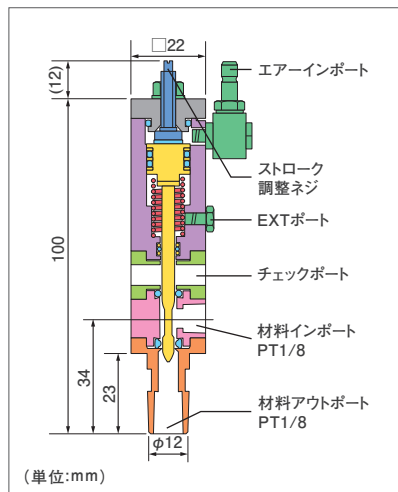 □22
(12)
エアーインポート
ストローク
調整ネジ
100
EXTポート
チェックポート
材料インポート
PT1/8
34
23
材料アウトポート
PT1/8
φ12
(単位:mm)